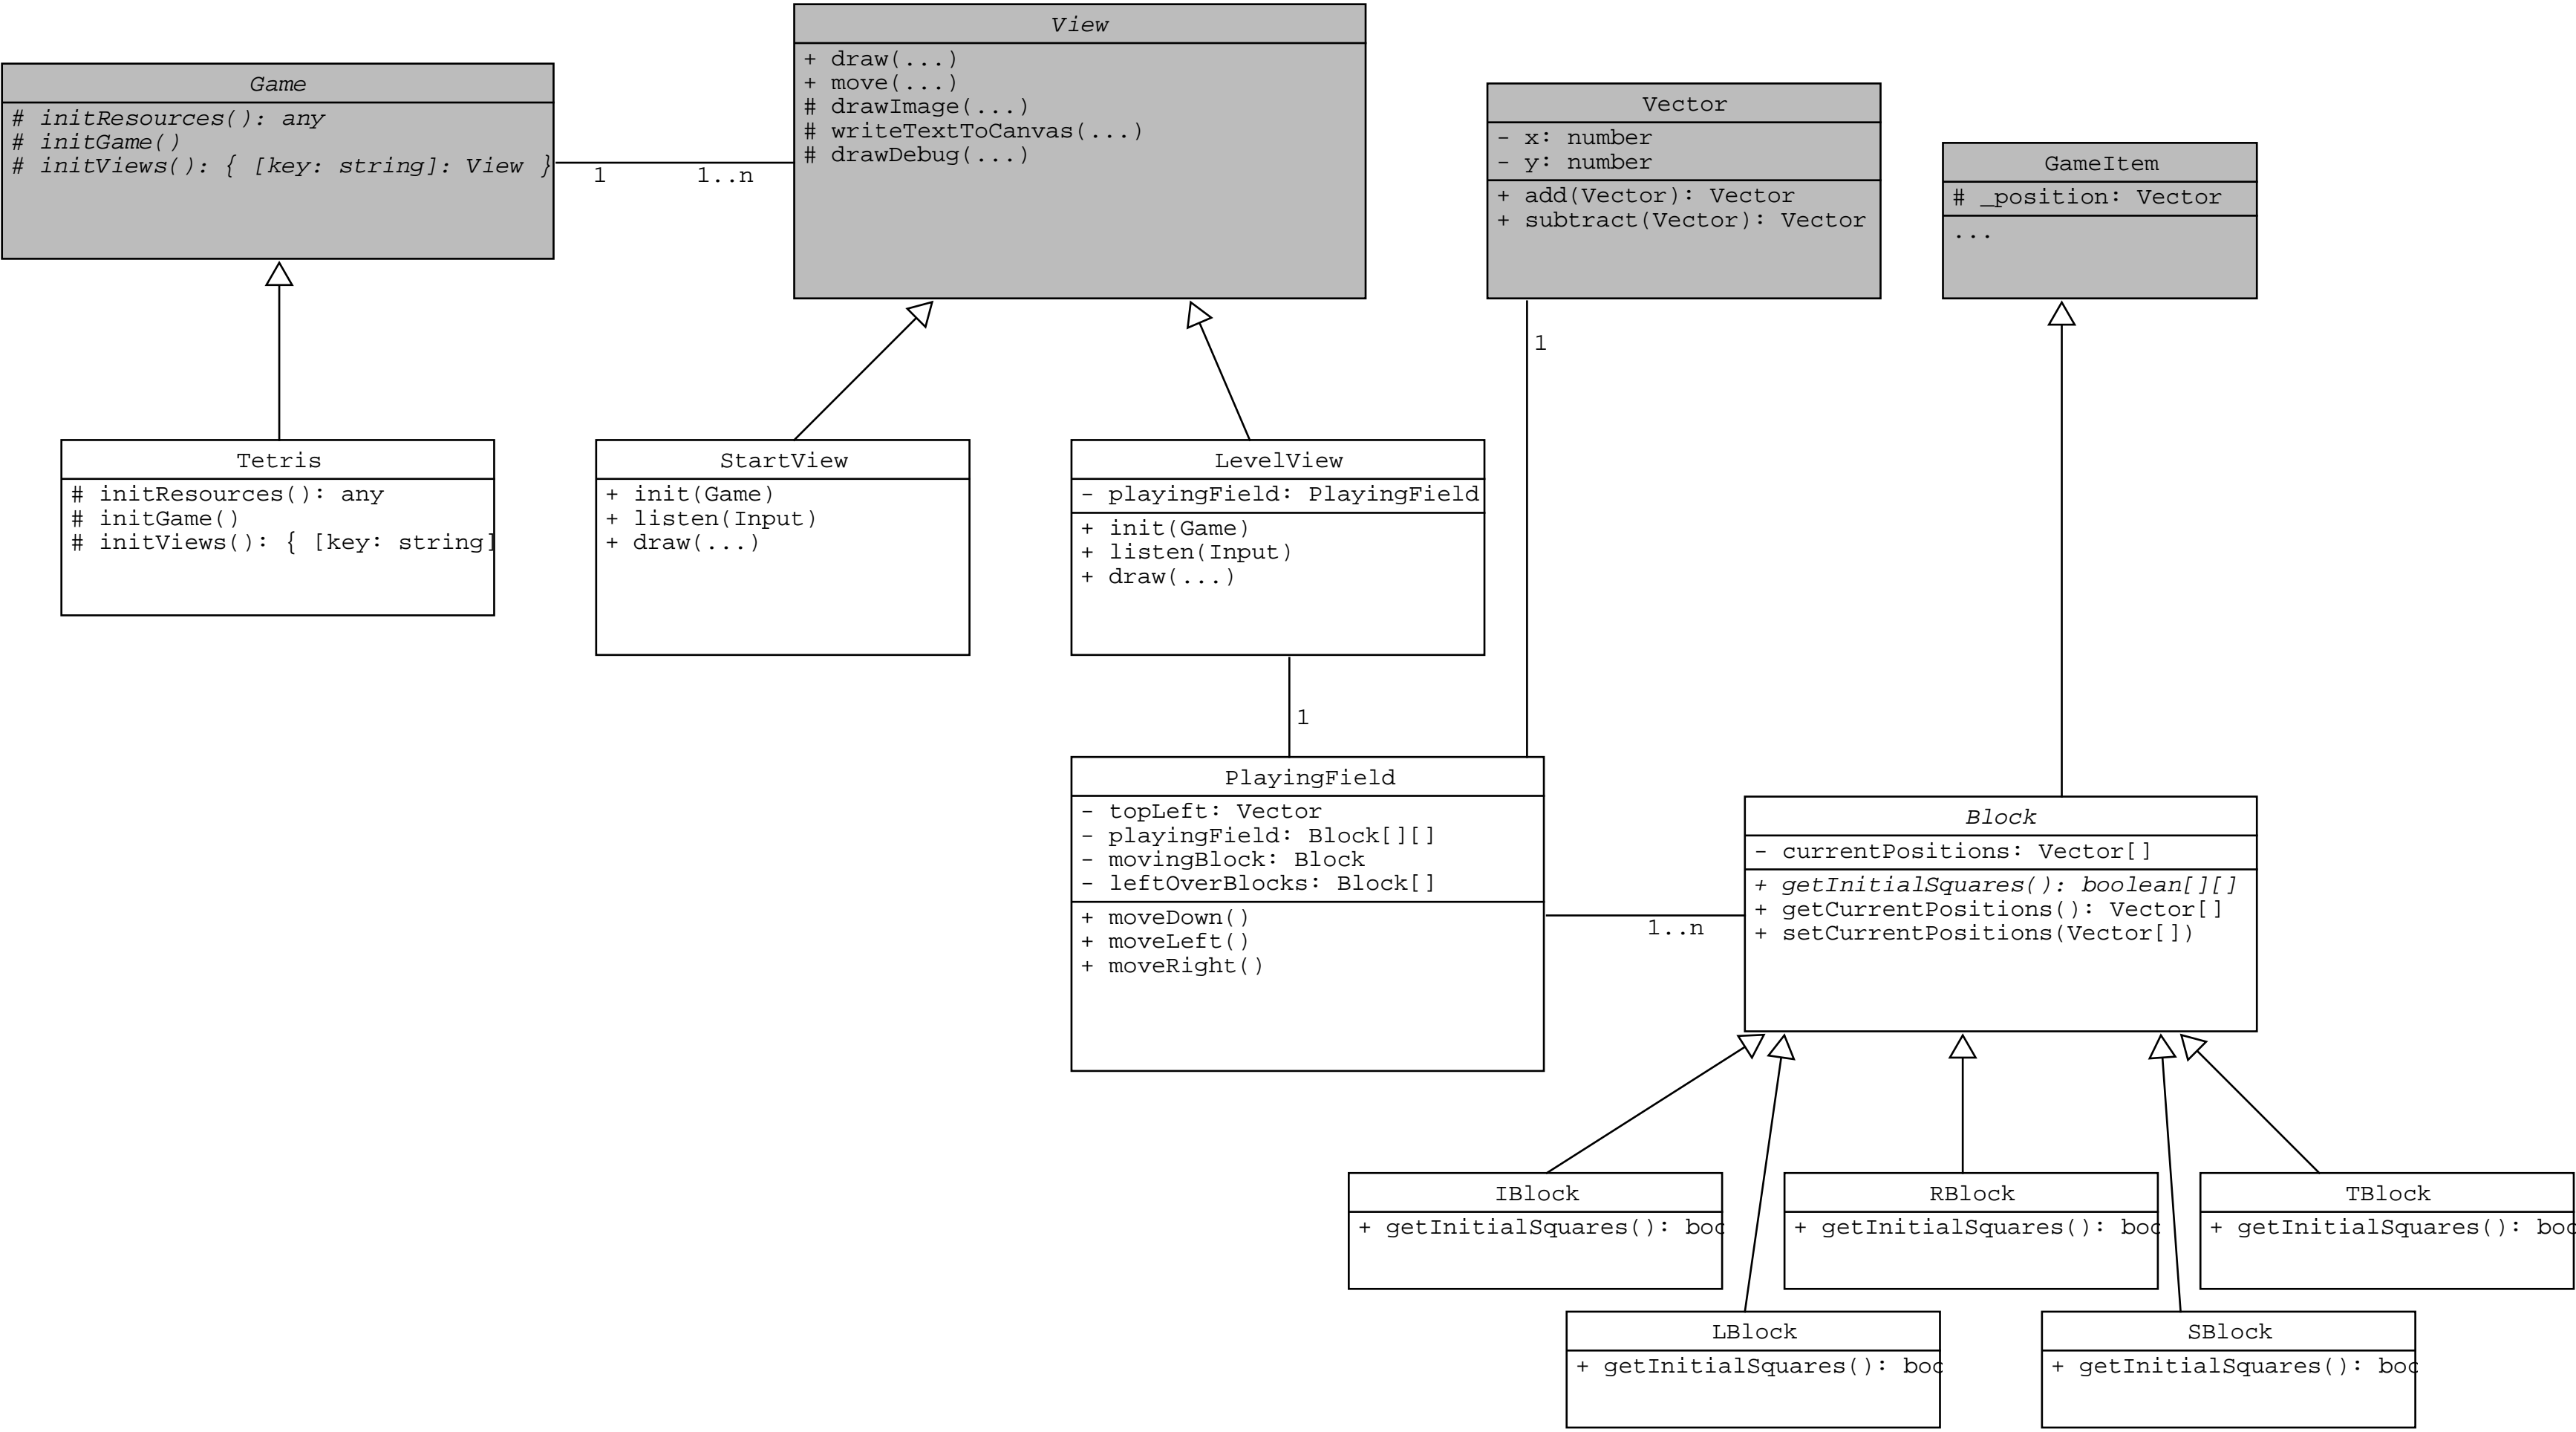 View
+ draw(...)
+ move(...)
# drawImage(...)
# writeTextToCanvas(...)
# drawDebug(...)
Game
# initResources(): any
# initGame()
# initViews(): { [key: string]: View }
1
1..n
Vector
- x: number
- y: number
+ add(Vector): Vector
+ subtract(Vector): Vector
GameItem
# _position: Vector
...
1
Tetris
# initResources(): any
# initGame()
# initViews(): { [key: string]
StartView
+ init(Game)
+ listen(Input)
+ draw(...)
LevelView
- playingField: PlayingField
+ init(Game)
+ listen(Input)
+ draw(...)
1
PlayingField
- topLeft: Vector
- playingField: Block[][]
- movingBlock: Block
- leftOverBlocks: Block[]
+ moveDown()
+ moveLeft()
+ moveRight()
1..n
Block
- currentPositions: Vector[]
+ getInitialSquares(): boolean[][]
+ getCurrentPositions(): Vector[]
+ setCurrentPositions(Vector[])
IBlock
+ getInitialSquares(): boo
RBlock
+ getInitialSquares(): boo
TBlock
+ getInitialSquares(): boo
LBlock
+ getInitialSquares(): boo
SBlock
+ getInitialSquares(): boo